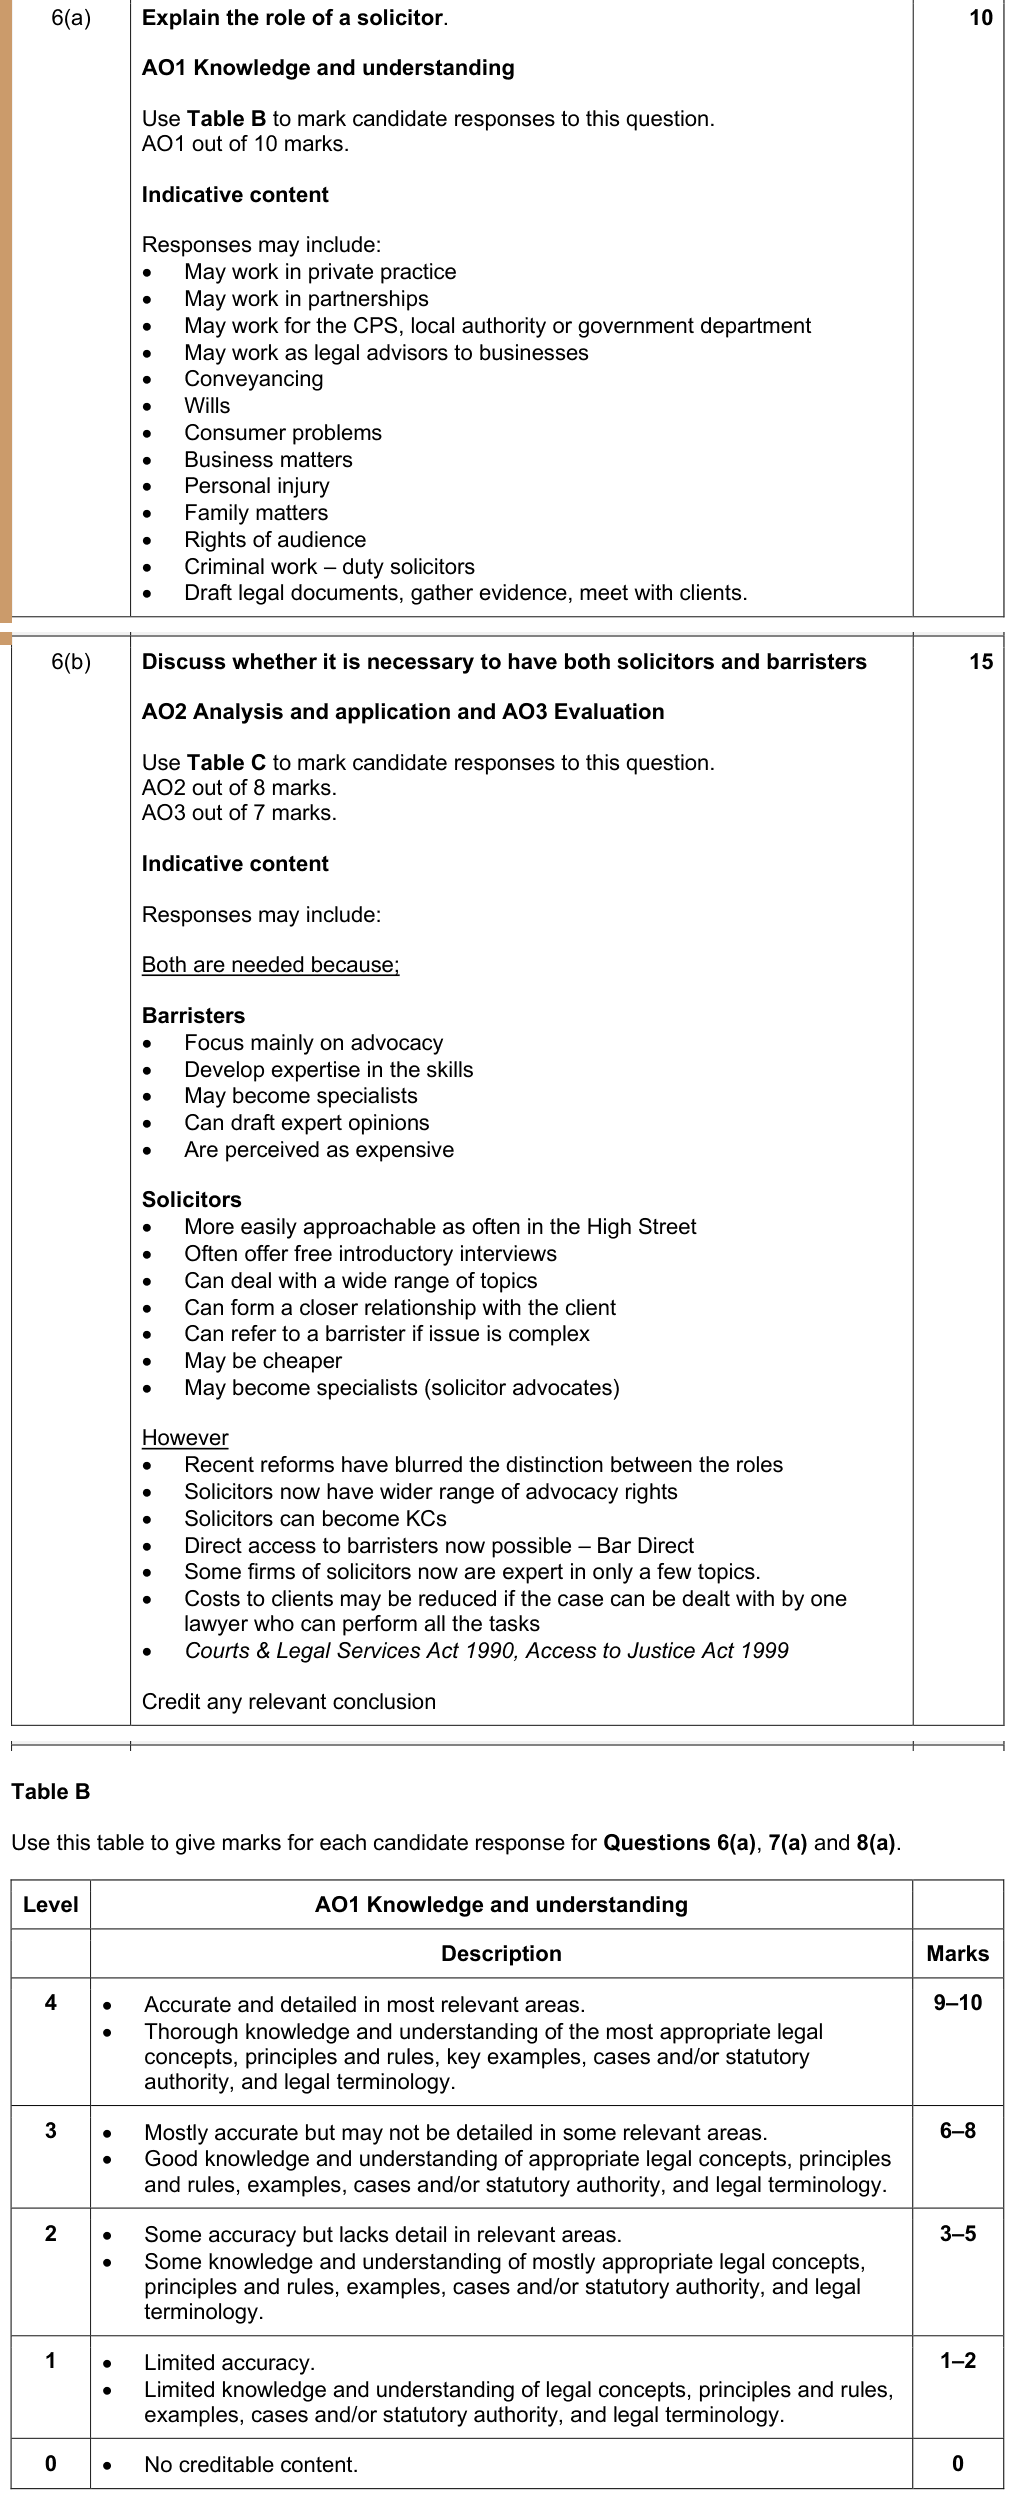 6(a) Explain the role of a solicitor. 10
AO1 Knowledge and understanding
Use Table B to mark candidate responses to this question.
AO1 out of 10 marks.
Indicative content
Responses may include:
• May work in private practice
• May work in partnerships
• May work for the CPS, local authority or government department
• May work as legal advisors to businesses
• Conveyancing
• Wills
• Consumer problems
• Business matters
• Personal injury
• Family matters
• Rights of audience
• Criminal work – duty solicitors
• Draft legal documents, gather evidence, meet with clients.
6(b) Discuss whether it is necessary to have both solicitors and barristers 15
AO2 Analysis and application and AO3 Evaluation
Use Table C to mark candidate responses to this question.
AO2 out of 8 marks.
AO3 out of 7 marks.
Indicative content
Responses may include:
Both are needed because;
Barristers
• Focus mainly on advocacy
• Develop expertise in the skills
• May become specialists
• Can draft expert opinions
• Are perceived as expensive
Solicitors
• More easily approachable as often in the High Street
• Often offer free introductory interviews
• Can deal with a wide range of topics
• Can form a closer relationship with the client
• Can refer to a barrister if issue is complex
• May be cheaper
• May become specialists (solicitor advocates)
However
• Recent reforms have blurred the distinction between the roles
• Solicitors now have wider range of advocacy rights
• Solicitors can become KCs
• Direct access to barristers now possible – Bar Direct
• Some firms of solicitors now are expert in only a few topics.
• Costs to clients may be reduced if the case can be dealt with by one
lawyer who can perform all the tasks
• Courts & Legal Services Act 1990, Access to Justice Act 1999
Credit any relevant conclusion
Table B
Use this table to give marks for each candidate response for Questions 6(a), 7(a) and 8(a).
Level AO1 Knowledge and understanding
Description Marks
4 • Accurate and detailed in most relevant areas. 9–10
• Thorough knowledge and understanding of the most appropriate legal
concepts, principles and rules, key examples, cases and/or statutory
authority, and legal terminology.
3 • Mostly accurate but may not be detailed in some relevant areas. 6–8
• Good knowledge and understanding of appropriate legal concepts, principles
and rules, examples, cases and/or statutory authority, and legal terminology.
2 • Some accuracy but lacks detail in relevant areas. 3–5
• Some knowledge and understanding of mostly appropriate legal concepts,
principles and rules, examples, cases and/or statutory authority, and legal
terminology.
1 • Limited accuracy. 1–2
• Limited knowledge and understanding of legal concepts, principles and rules,
examples, cases and/or statutory authority, and legal terminology.
0 • No creditable content. 0